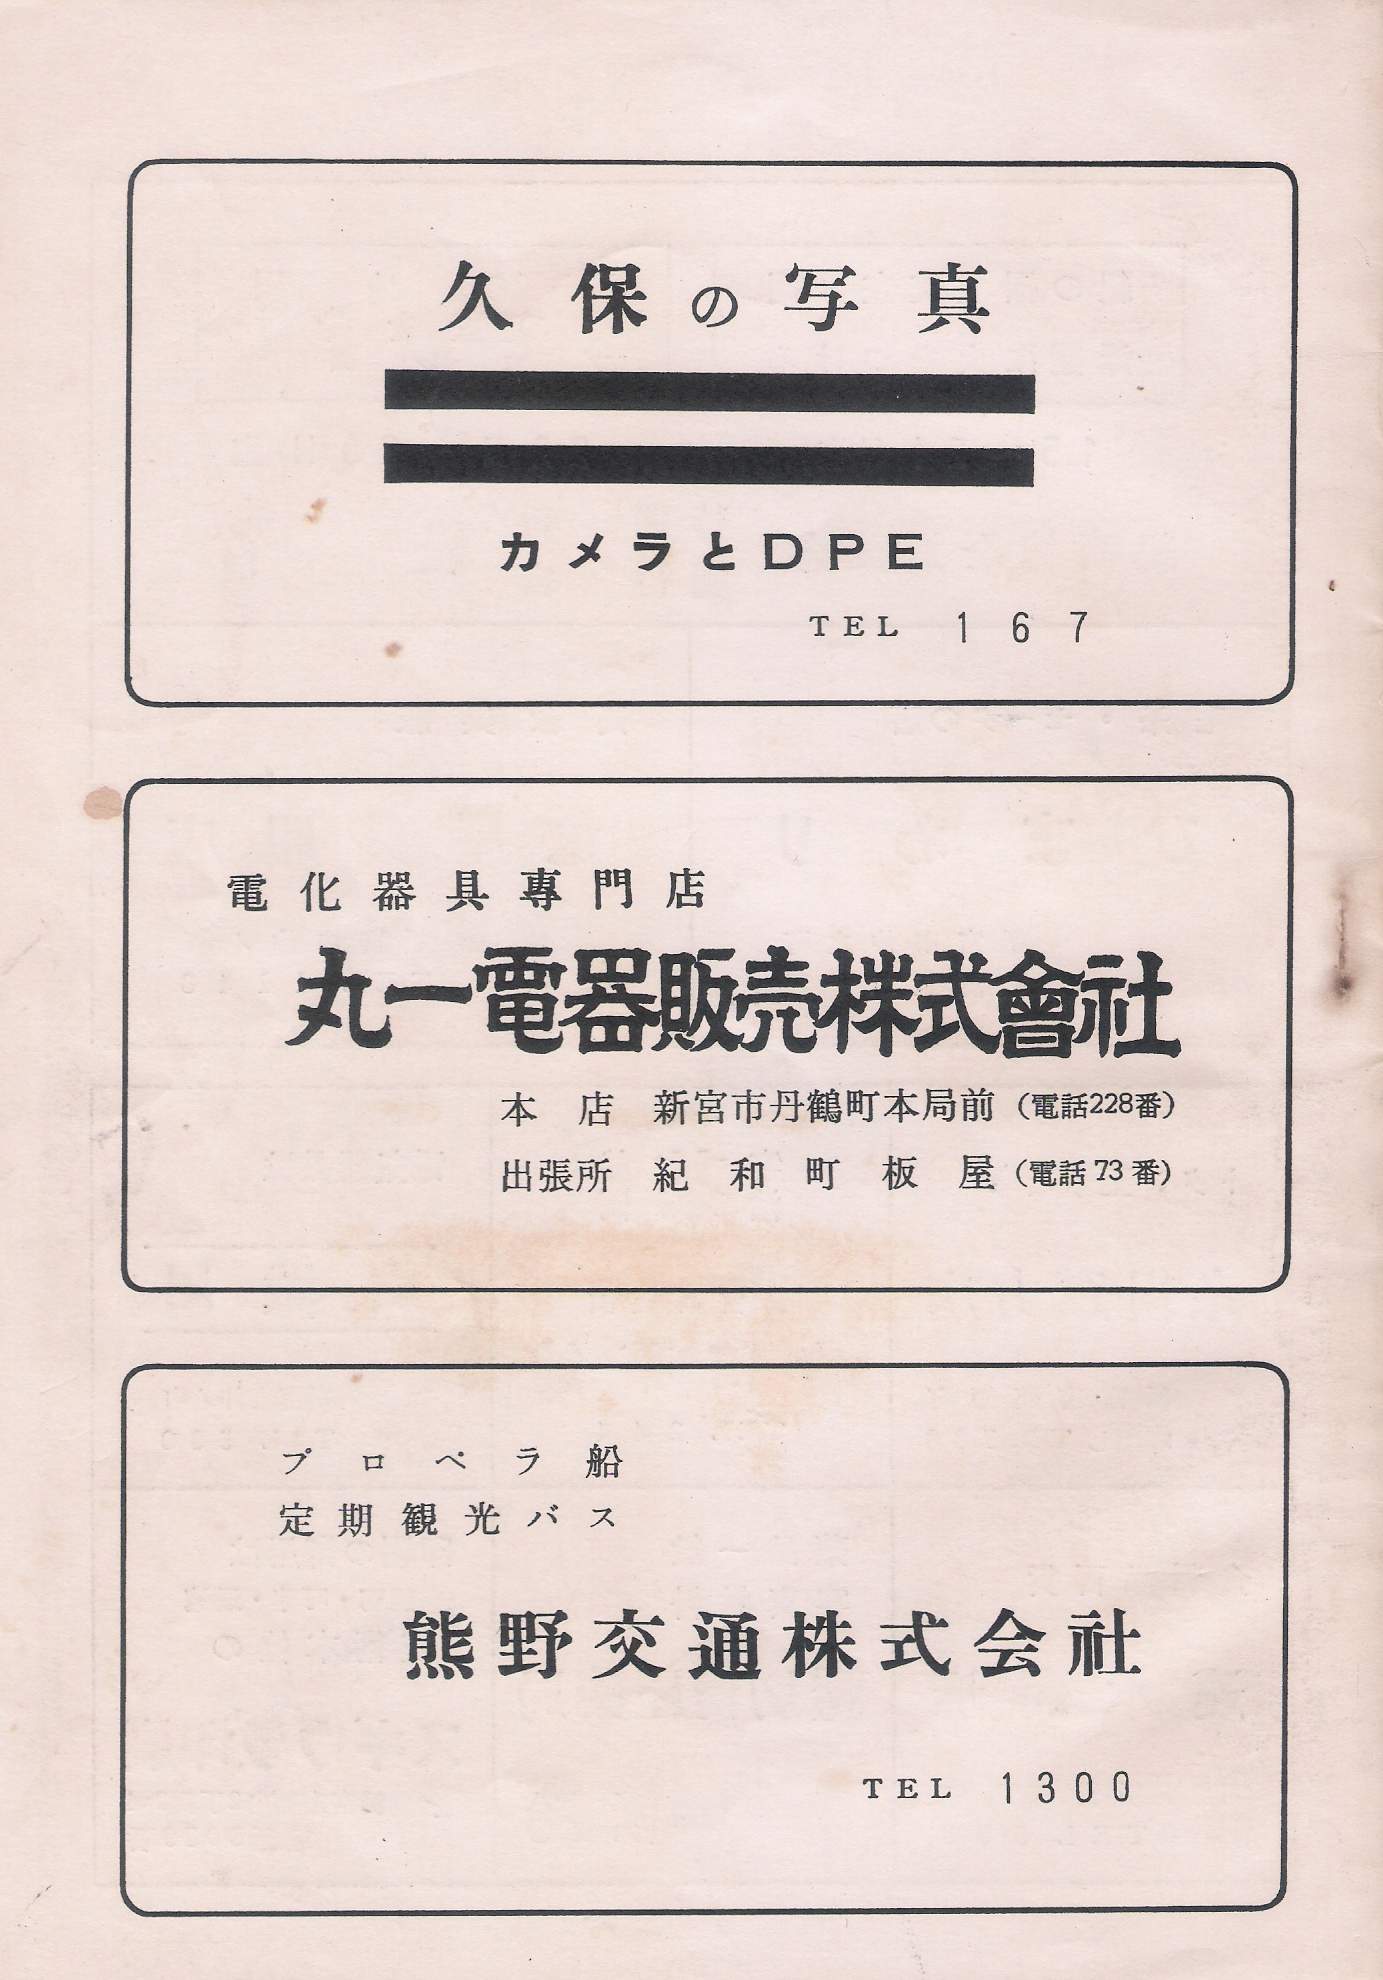 久保の写真
カメラとDPE
TEL 167
電化器具專門店
丸一電器販売株式會社
本店 新宮市丹鶴町本局前（電話228番）
出張所 紀和町板屋（電話73番）
プロペラ船
定期観光バス
熊野交通株式会社
TEL 1300